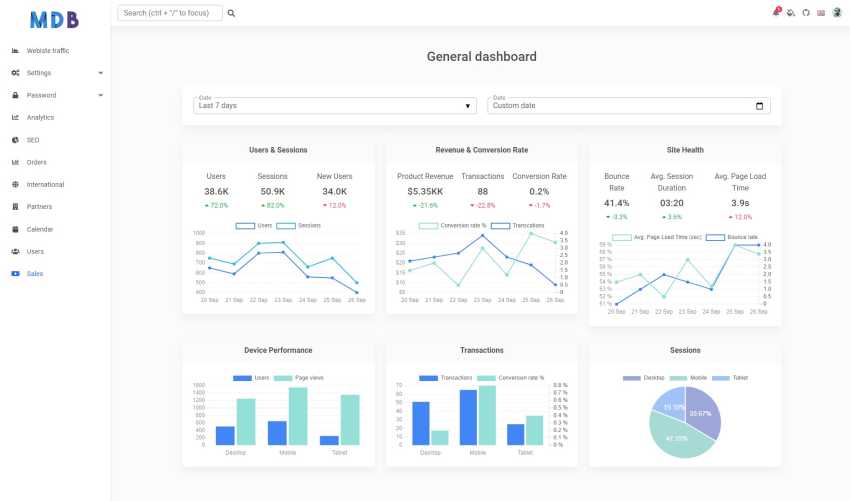 MDB
Search (ctrl + "/" to focus)
1
Webiste traffic
Settings
Password
Analytics
SEO
Orders
International
Partners
Calendar
Users
Sales
General dashboard
Date
Last 7 days
Date
Custom date
Users & Sessions
Users Sessions New Users
38.6K 50.9K 34.0K
72.0% 82.0% 12.0%
Users Sessions
1000
900
800
700
600
500
400
20 Sep 21 Sep 22 Sep 23 Sep 24 Sep 25 Sep 26 Sep
Revenue & Conversion Rate
Product Revenue Transactions Conversion Rate
$5.35KK 88 0.2%
-21.6% -22.8% -1.7%
Conversion rate % Transcations
$35 4.0
$30 3.5
$25 3.0
$20 2.5
$15 2.0
$10 1.5
$5 1.0
0.5
0
20 Sep 21 Sep 22 Sep 23 Sep 24 Sep 25 Sep 26 Sep
Site Health
Bounce Rate
Avg. Session Duration
Avg. Page Load Time
41.4% 03:20 3.9s
-3.3% 3.6% 12.0%
Avg. Page Load Time (sec) Bounce rate
59 % 4.0
58 % 3.5
57 % 3.0
56 % 2.5
55 % 2.0
54 % 1.5
53 % 1.0
52 % 0.5
51 % 0
20 Sep 21 Sep 22 Sep 23 Sep 24 Sep 25 Sep 26 Sep
Device Performance
Users Page views
1600
1400
1200
1000
800
600
400
200
0
Desktop Mobile Tablet
Transactions
Transactions Conversion rate %
70 0.8 %
60 0.7 %
50 0.6 %
40 0.5 %
30 0.4 %
20 0.3 %
10 0.2 %
0 0.1 %
0 %
Desktop Mobile Tablet
Sessions
Desktop Mobile Tablet